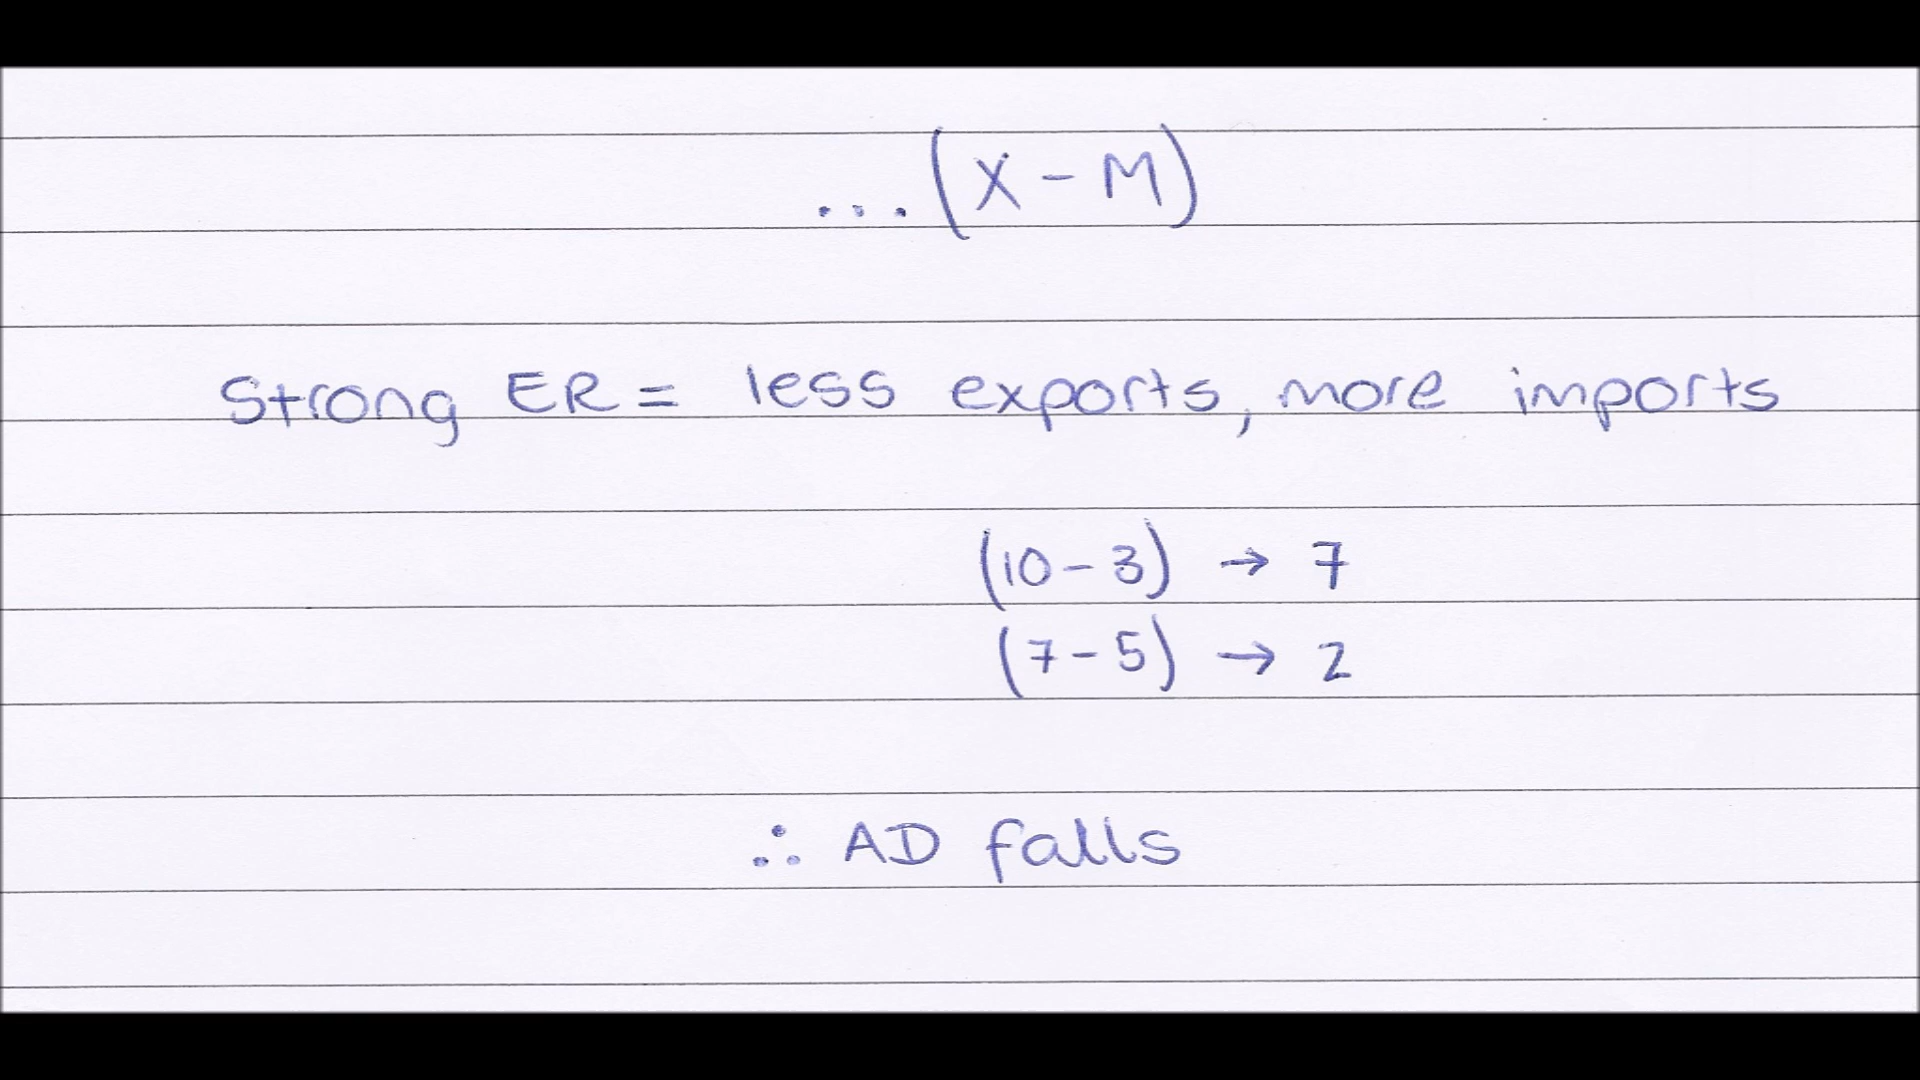 ...(X-M)
Strong ER = less exports, more imports
(10-3) → 7
(7-5) → 2
∴ AD falls